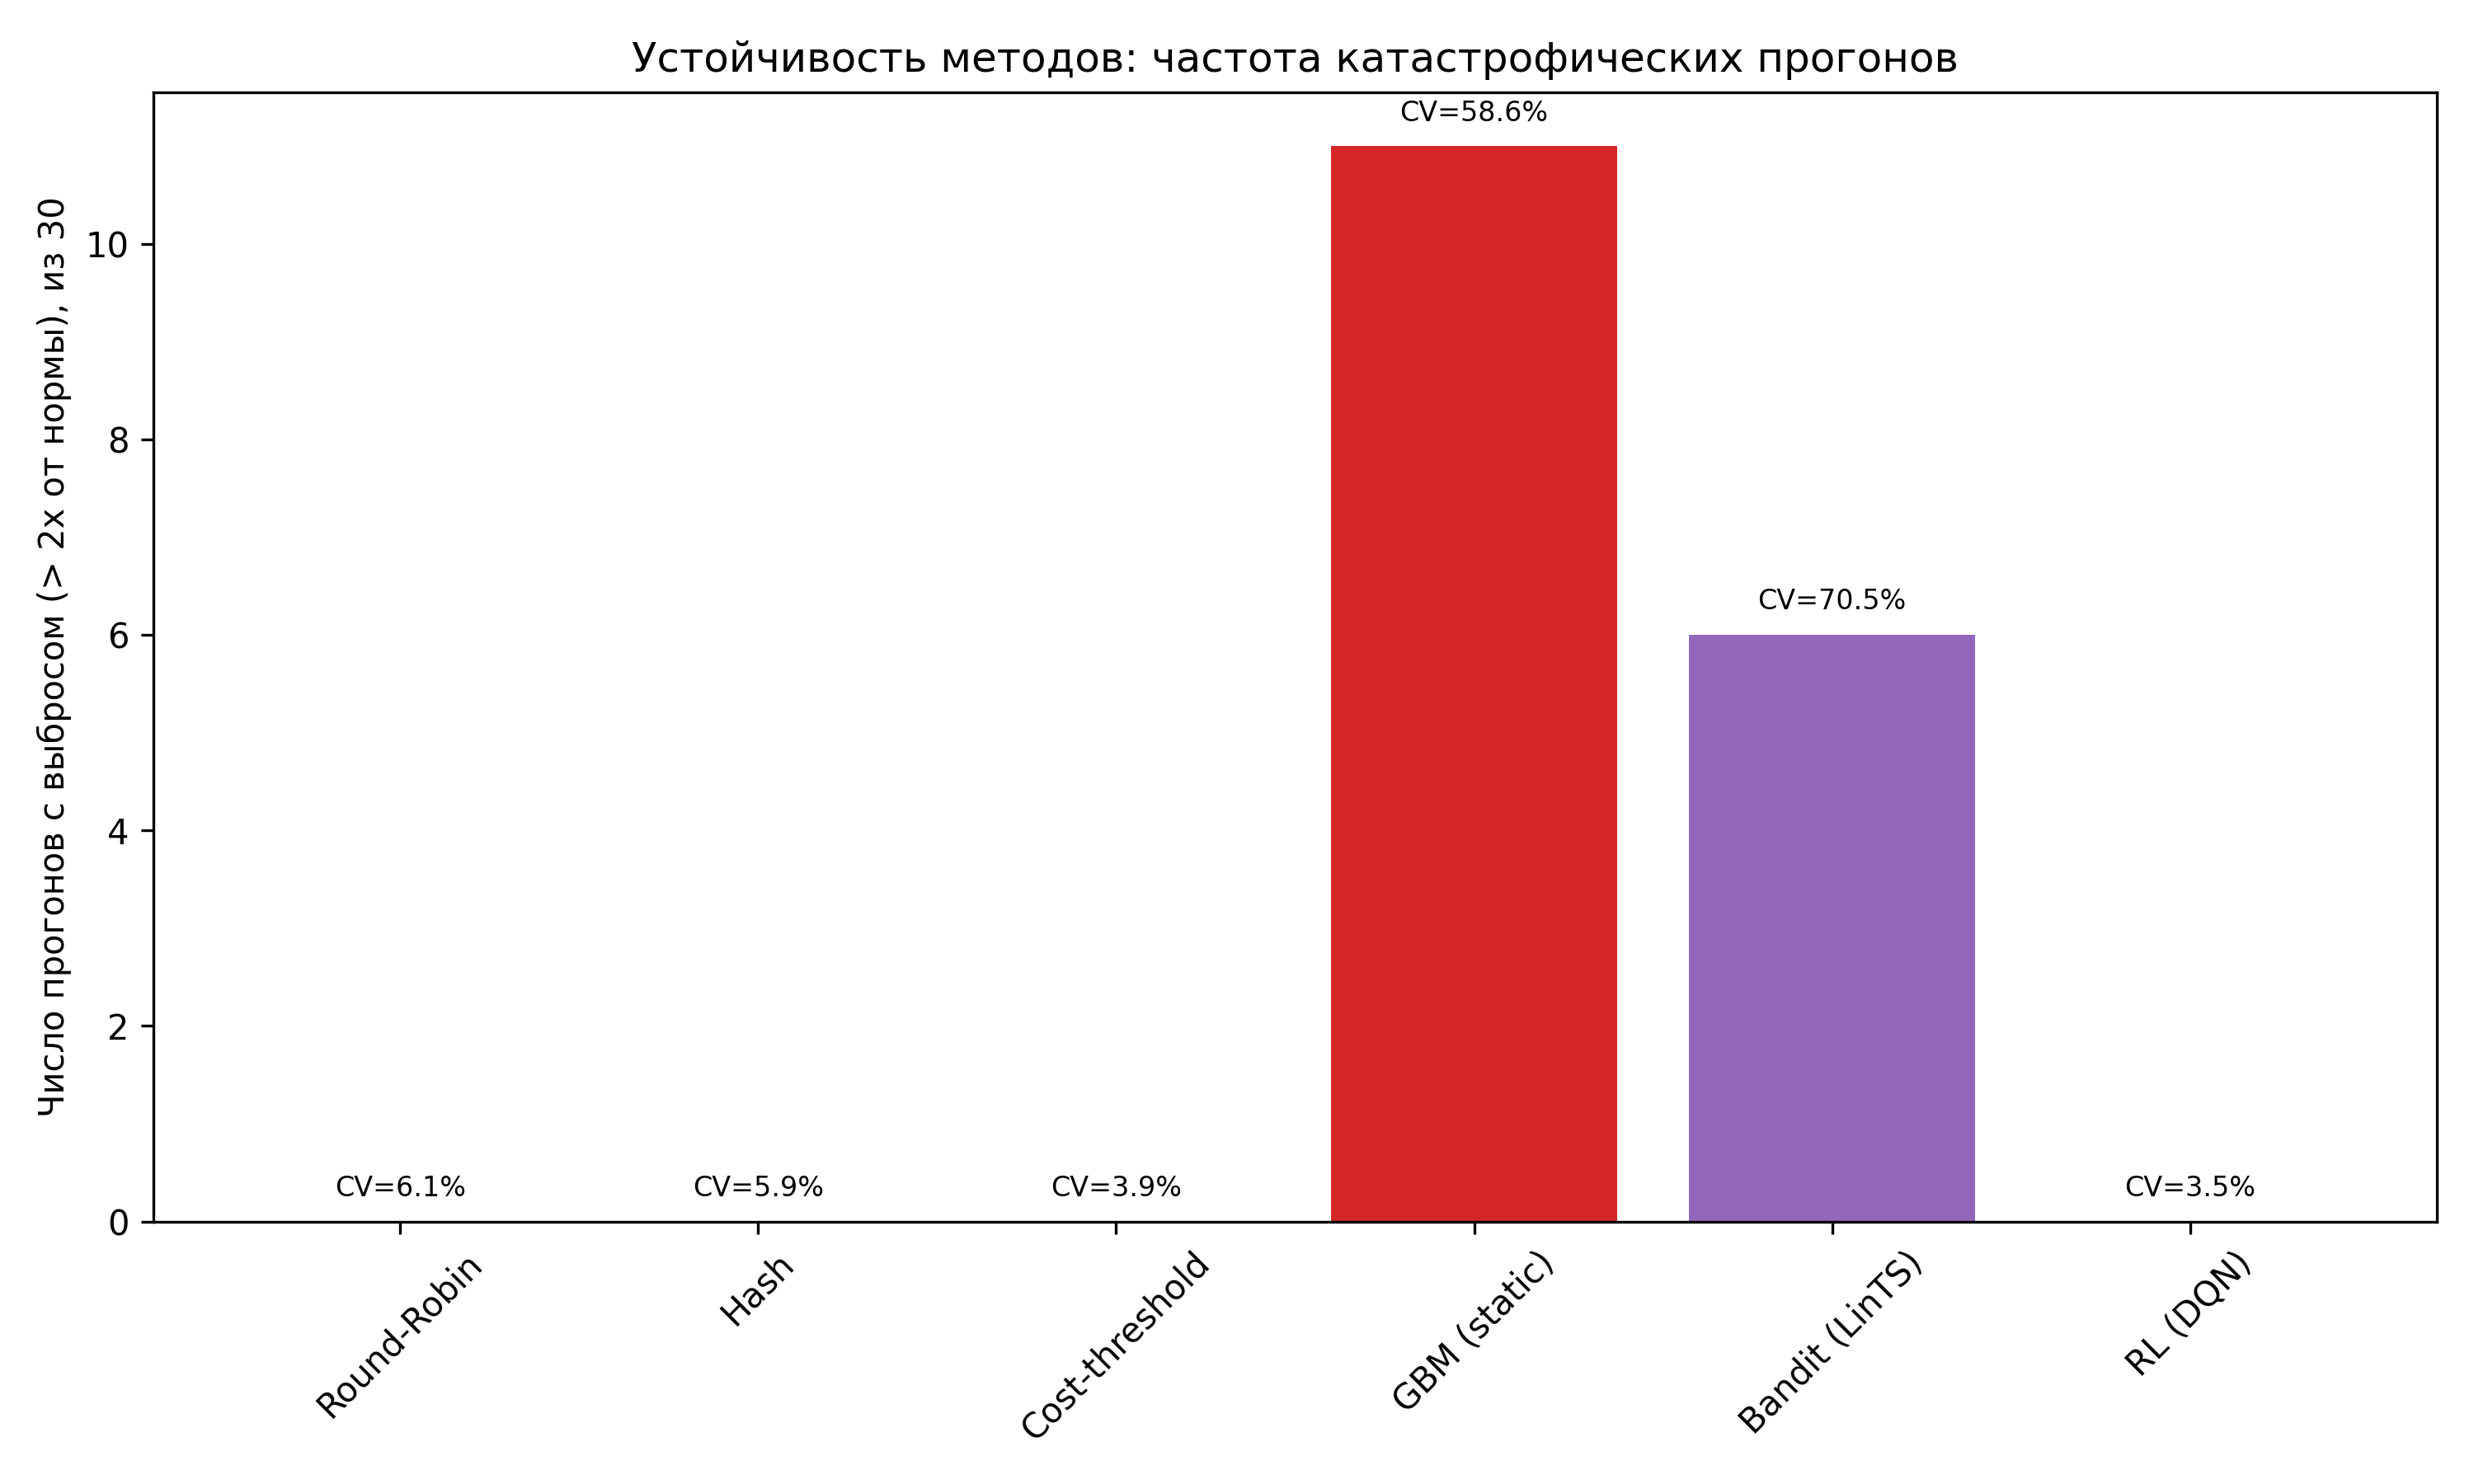 Устойчивость методов: частота катастрофических прогонов
Число прогонов с выбросом (> 2x от нормы), из 30
10
8
6
4
2
0
CV=6.1%
CV=5.9%
CV=3.9%
CV=58.6%
CV=70.5%
CV=3.5%
Round-Robin
Hash
Cost-threshold
GBM (static)
Bandit (LinTS)
RL (DQN)